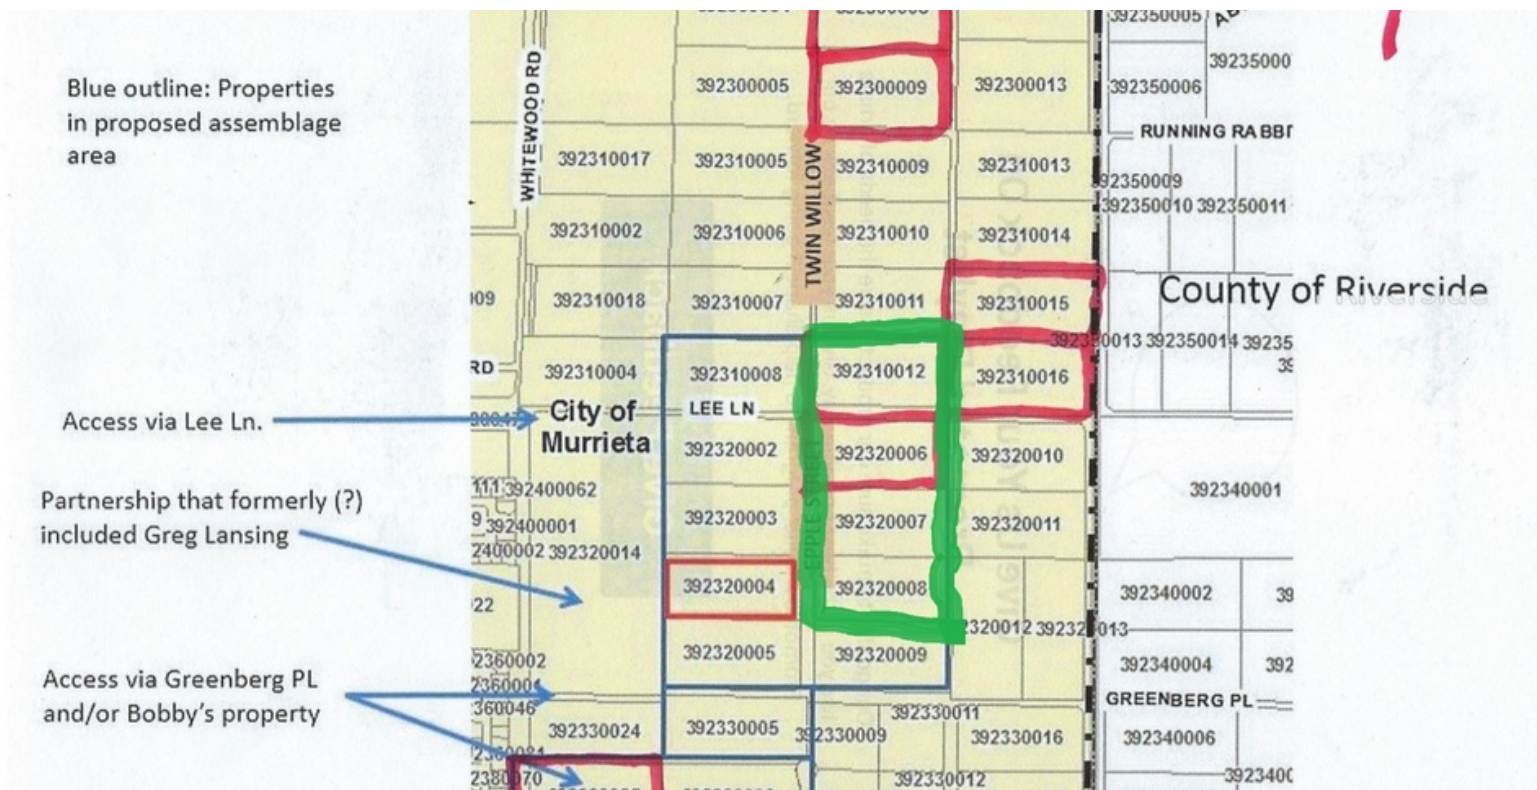 Blue outline: Properties
in proposed assemblage
area
Access via Lee Ln.
Partnership that formerly (?)
included Greg Lansing
Access via Greenberg PL
and/or Bobby's property
WHITEWOOD RD
392300005
392300009
392300013
392350005
392350006
RUNNING RABBI
392310017
392310005
TWIN WILLOW
392310009
392310013
392350010 392350011
392310002
392310006
392310010
392310014
392310018
392310007
392310011
392310015
County of Riverside
RD
392310004
392310008
392310012
392310016
392350014
City of
Murrieta
LEE LN
392320002
392320006
392320010
392340001
392400062
392400001
392320003
392320007
392320011
392320014
392320004
392320008
392340002
392320005
392320009
392340004
GREENBERG PL
392330024
392330005
392330009
392330011
392330016
392340006
392330012